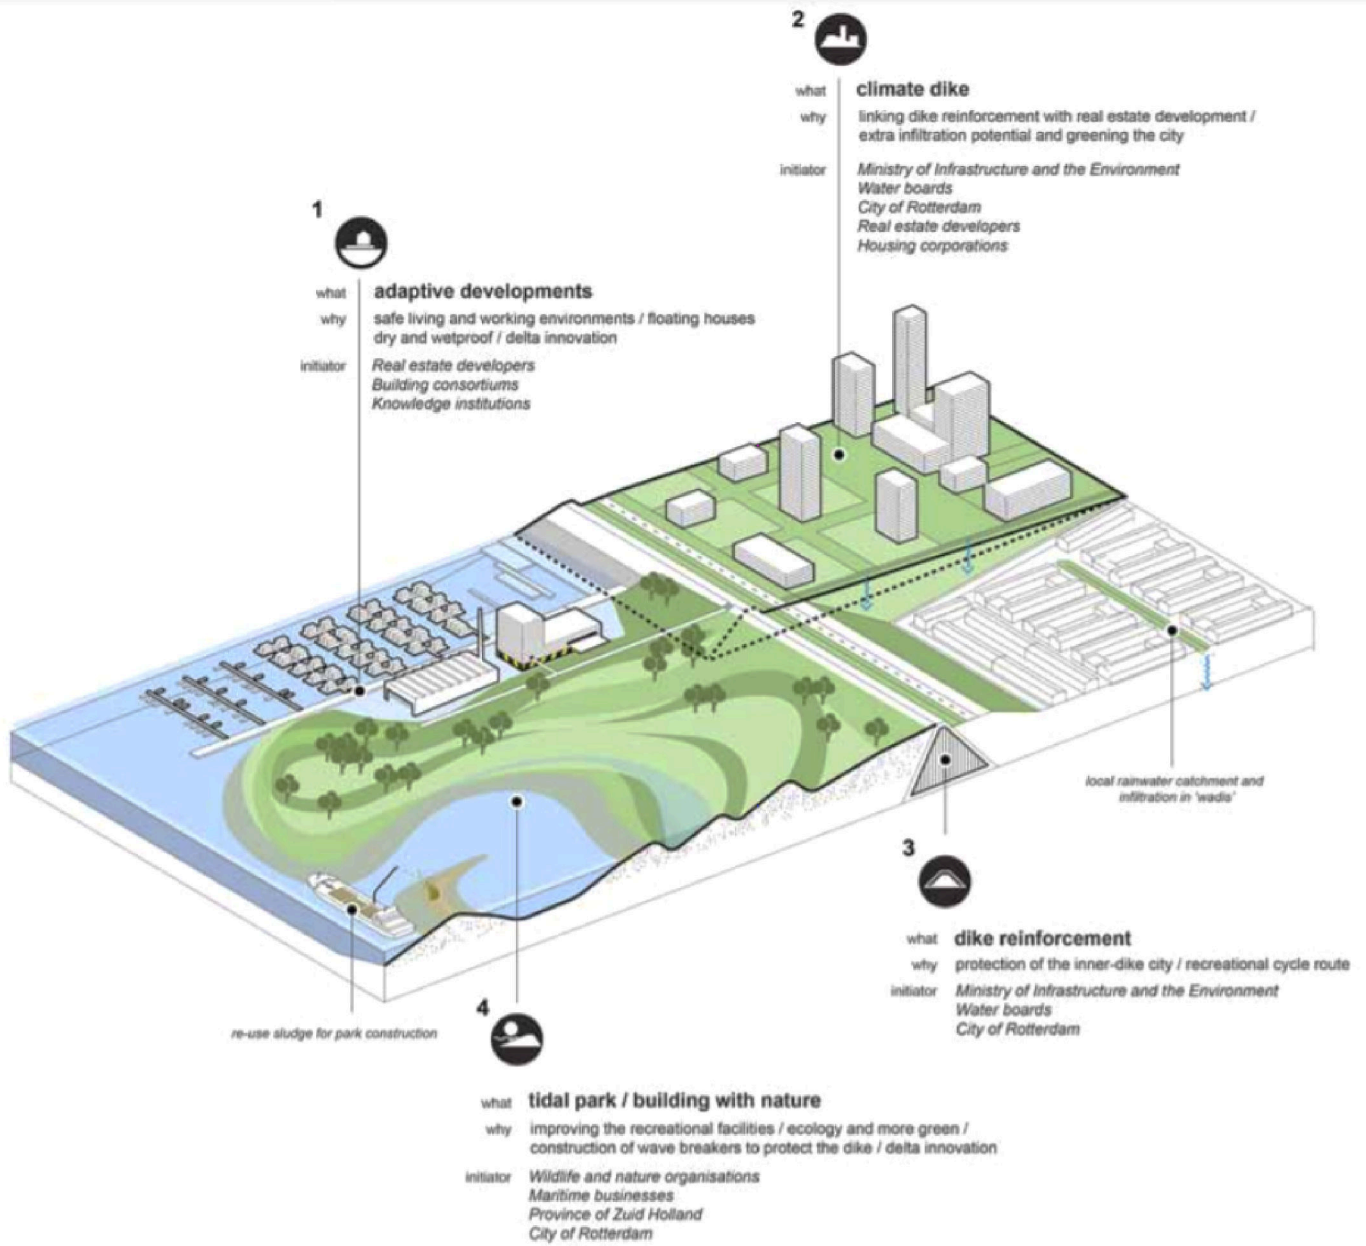 2
what climate dike
why linking dike reinforcement with real estate development /
extra infiltration potential and greening the city
initiator Ministry of Infrastructure and the Environment
Water boards
City of Rotterdam
Real estate developers
Housing corporations
1
what adaptive developments
why safe living and working environments / floating houses
dry and wetproof / delta innovation
initiator Real estate developers
Building consortiums
Knowledge institutions
local rainwater catchment and
infiltration in 'wadis'
3
what dike reinforcement
why protection of the inner-dike city / recreational cycle route
initiator Ministry of Infrastructure and the Environment
Water boards
City of Rotterdam
re-use sludge for park construction
4
what tidal park / building with nature
why improving the recreational facilities / ecology and more green /
construction of wave breakers to protect the dike / delta innovation
initiator Wildlife and nature organisations
Maritime businesses
Province of Zuid Holland
City of Rotterdam